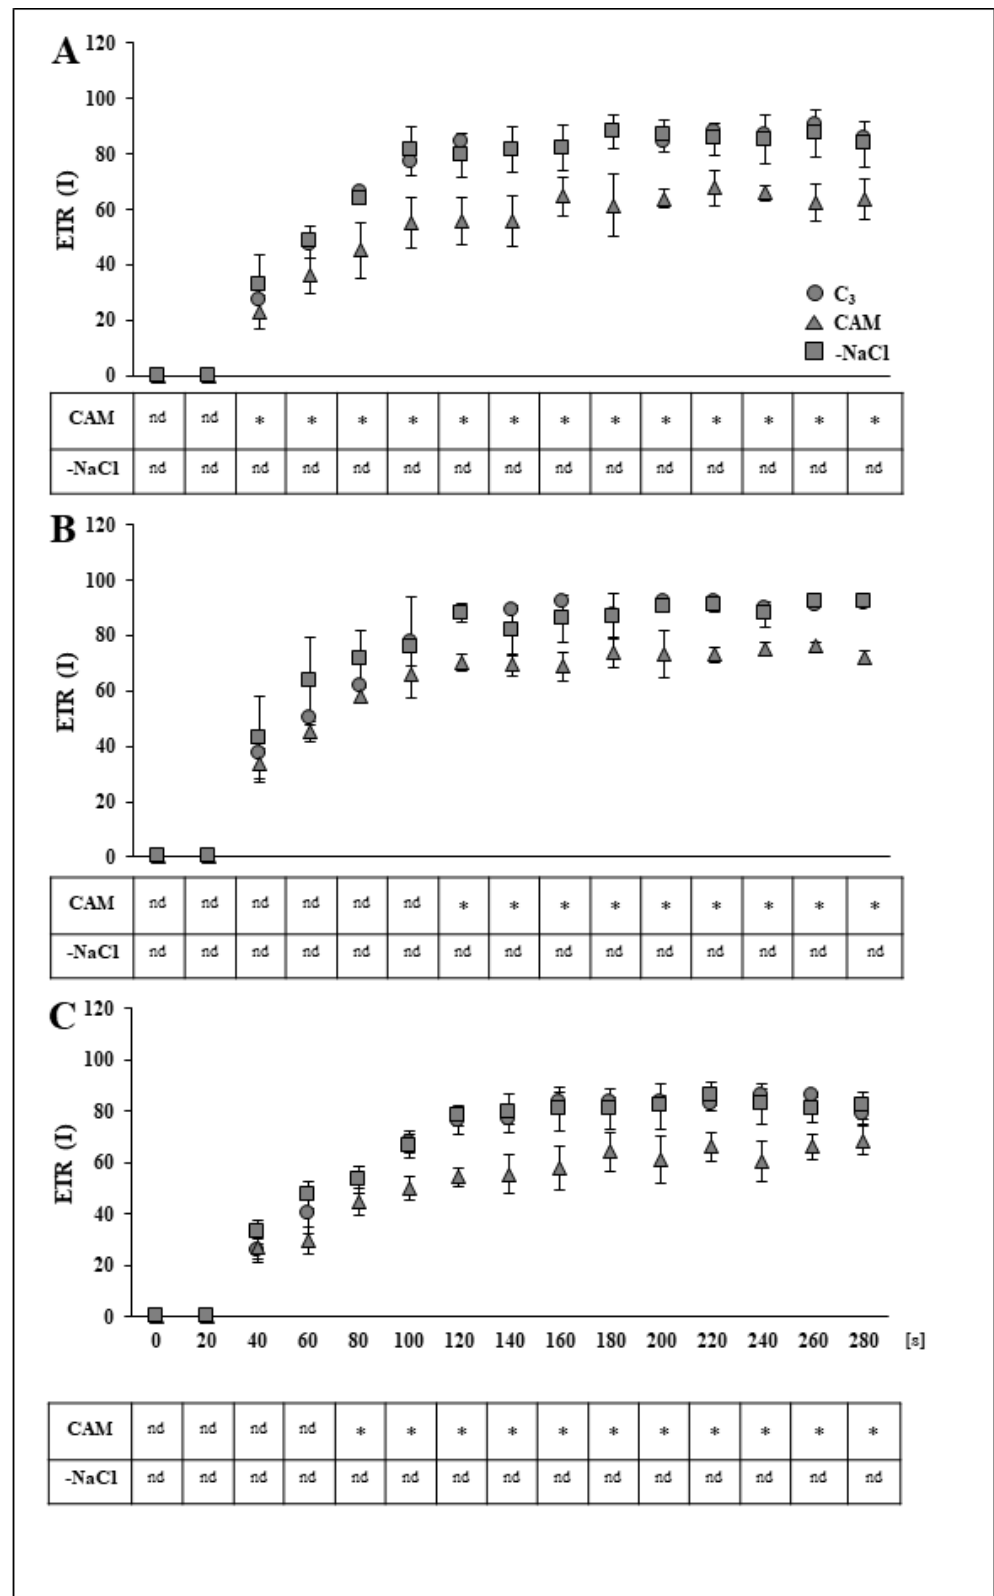 A
120
100
80
60
40
20
0
ETR (I)
C₃
CAM
-NaCl
CAM nd nd * * * * * * * * * * * * *
-NaCl nd nd nd nd nd nd nd nd nd nd nd nd nd nd nd
B
120
100
80
60
40
20
0
ETR (I)
CAM nd nd nd nd nd nd * * * * * * * * *
-NaCl nd nd nd nd nd nd nd nd nd nd nd nd nd nd nd
C
120
100
80
60
40
20
0
ETR (I)
0 20 40 60 80 100 120 140 160 180 200 220 240 260 280 [s]
CAM nd nd nd nd * * * * * * * * * * *
-NaCl nd nd nd nd nd nd nd nd nd nd nd nd nd nd nd